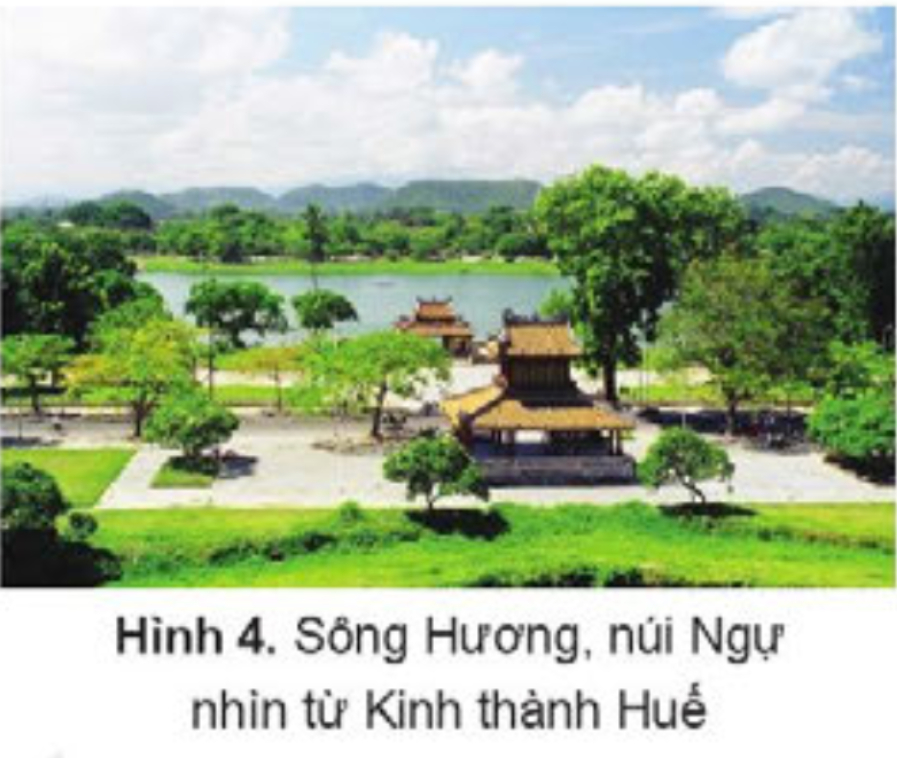 Hình 4. Sông Hương, núi Ngự
nhìn từ Kinh thành Huế